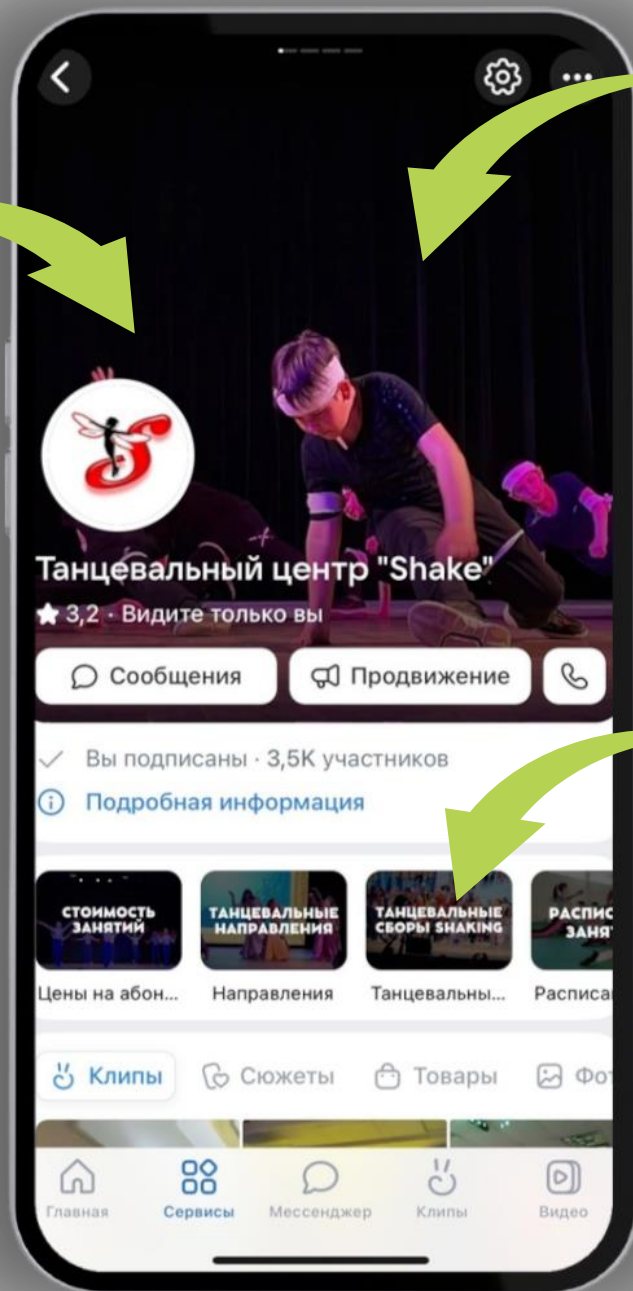 Танцевальный центр "Shake"
3,2 · Видите только вы
Сообщения
Продвижение
Вы подписаны · 3,5K участников
Подробная информация
СТОИМОСТЬ
ЗАНЯТИЙ
ТАНЦЕВАЛЬНЫЕ
НАПРАВЛЕНИЯ
ТАНЦЕВАЛЬНЫЕ
СБОРЫ SHAKING
Цены на абон...
Направления
Танцевальны...
Клипы
Сюжеты
Товары
Главная
Сервисы
Мессенджер
Клипы
Видео